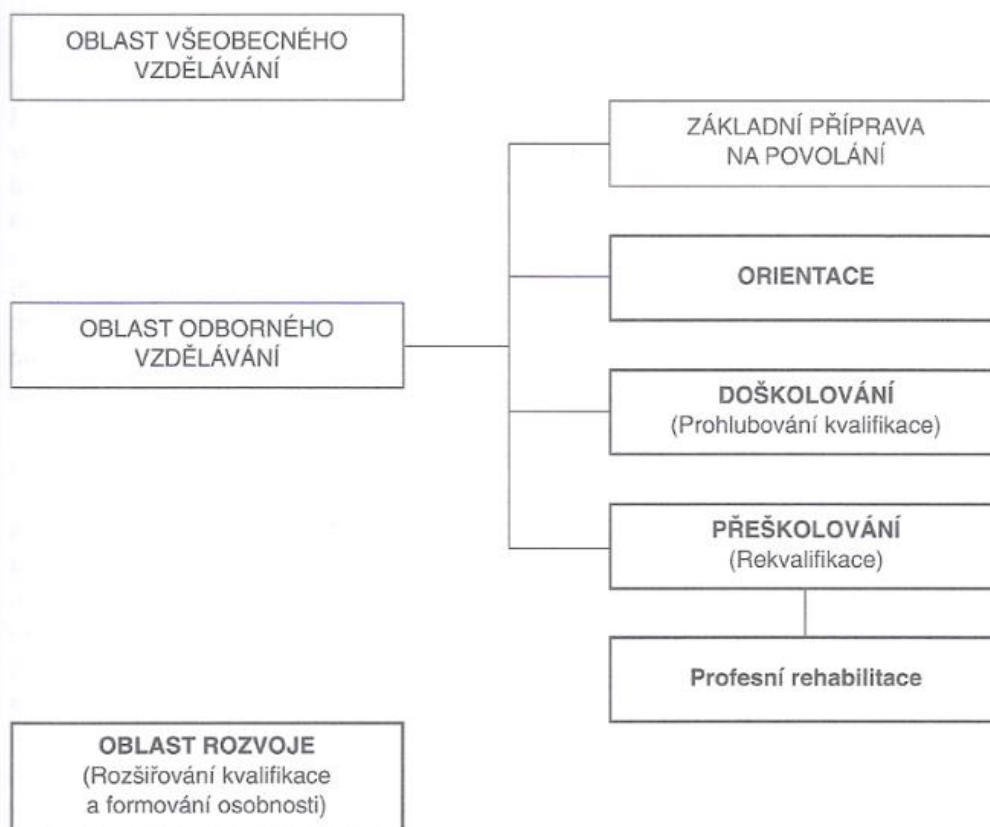 OBLAST VŠEOBECNÉHO
VZDĚLÁVÁNÍ
ZÁKLADNÍ PŘÍPRAVA
NA POVOLÁNÍ
ORIENTACE
OBLAST ODBORNÉHO
VZDĚLÁVÁNÍ
DOŠKOLOVÁNÍ
(Prohlubování kvalifikace)
PŘEŠKOLOVÁNÍ
(Rekvalifikace)
Profesní rehabilitace
OBLAST ROZVOJE
(Rozšiřování kvalifikace
a formování osobnosti)